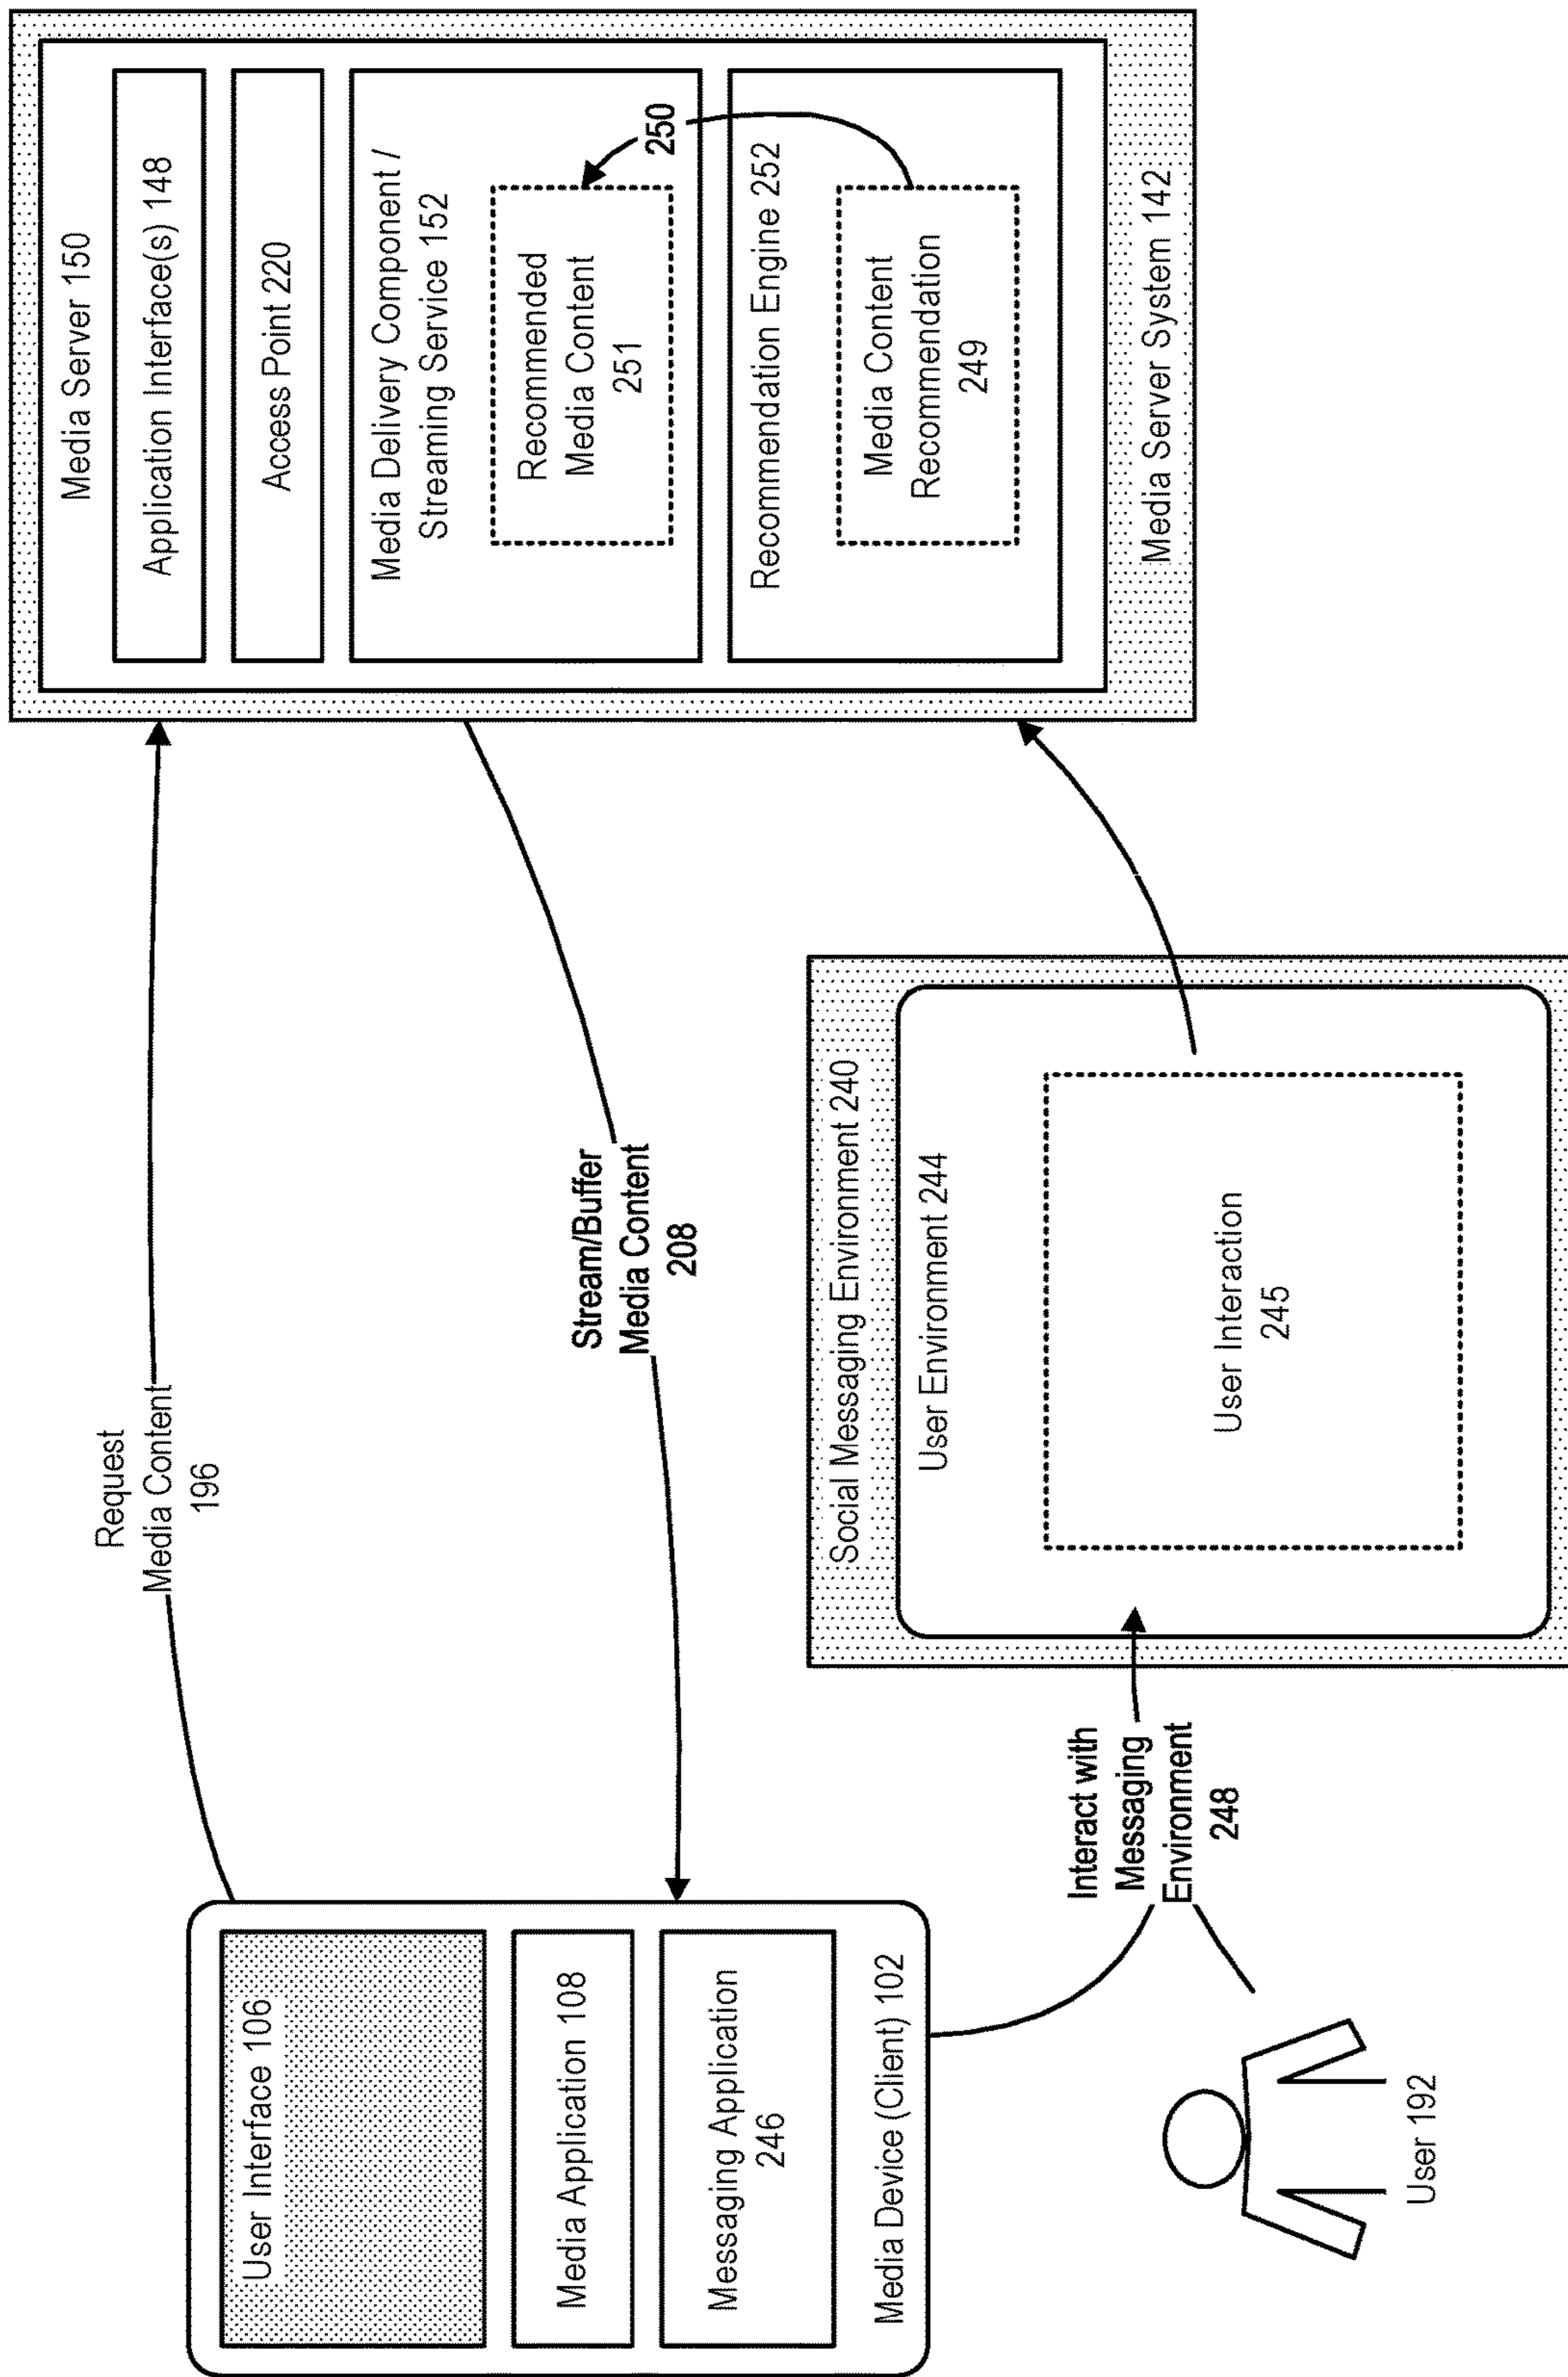 User Interface 106
Media Application 108
Messaging Application
246
Media Device (Client) 102
User 192
Request
Media Content
196
Stream/Buffer
Media Content
208
Interact with
Messaging
Environment
248
Social Messaging Environment 240
User Environment 244
User Interaction
245
Media Server 150
Application Interface(s) 148
Access Point 220
Media Delivery Component /
Streaming Service 152
Recommended
Media Content
251
250
Recommendation Engine 252
Media Content
Recommendation
249
Media Server System 142